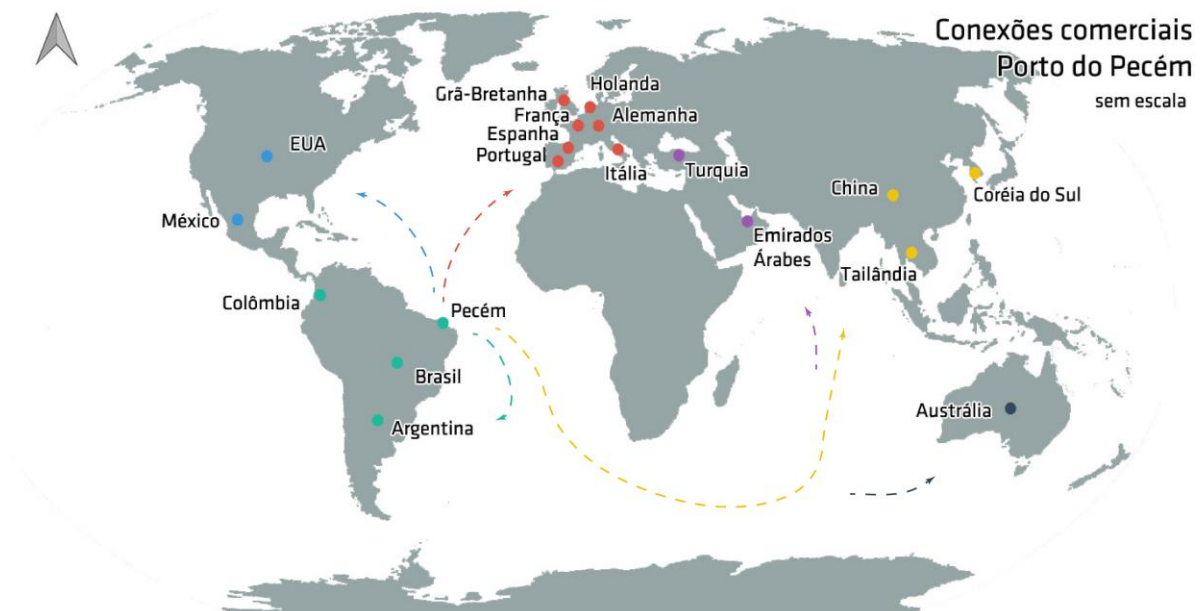 Conexões comerciais
Porto do Pecém
sem escala
Grã-Bretanha
Holanda
França
Alemanha
Espanha
Portugal
Itália
Turquia
EUA
México
China
Coréia do Sul
Emirados
Árabes
Tailândia
Colômbia
Pecém
Brasil
Argentina
Austrália